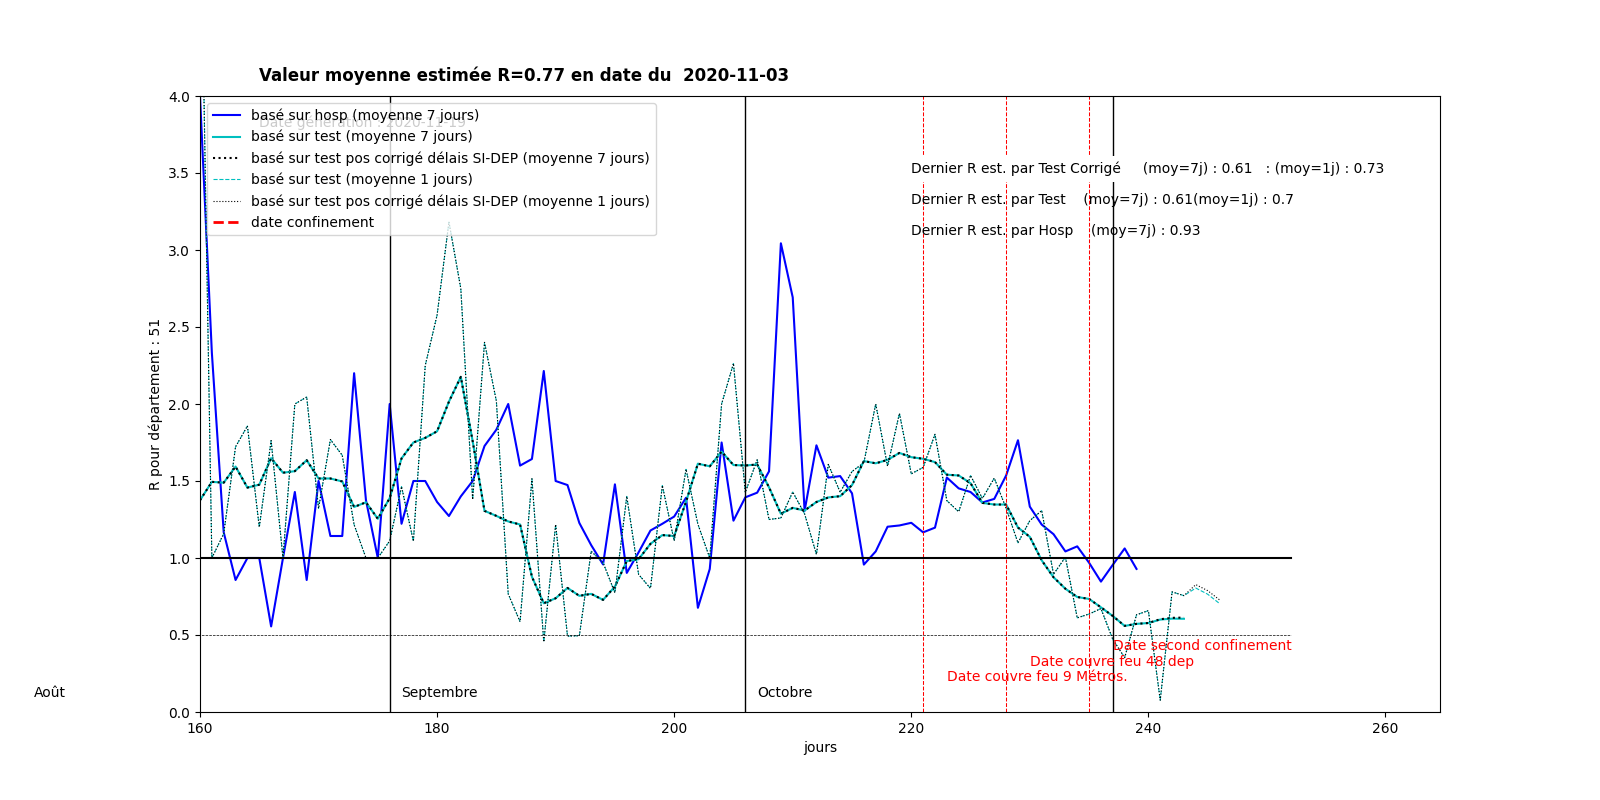 Valeur moyenne estimée R=0.77 en date du  2020-11-03
Date génération : 2020-11-19
basé sur hosp (moyenne 7 jours)
basé sur test (moyenne 7 jours)
basé sur test pos corrigé délais SI-DEP (moyenne 7 jours)
basé sur test (moyenne 1 jours)
basé sur test pos corrigé délais SI-DEP (moyenne 1 jours)
date confinement
Dernier R est. par Test Corrigé     (moy=7j) : 0.61   : (moy=1j) : 0.73
Dernier R est. par Test    (moy=7j) : 0.61(moy=1j) : 0.7
Dernier R est. par Hosp    (moy=7j) : 0.93
R pour département : 51
4.0
3.5
3.0
2.5
2.0
1.5
1.0
0.5
0.0
Date second confinement
Date couvre feu 48 dep
Date couvre feu 9 Métros.
Août
Septembre
Octobre
160
180
200
220
240
260
jours